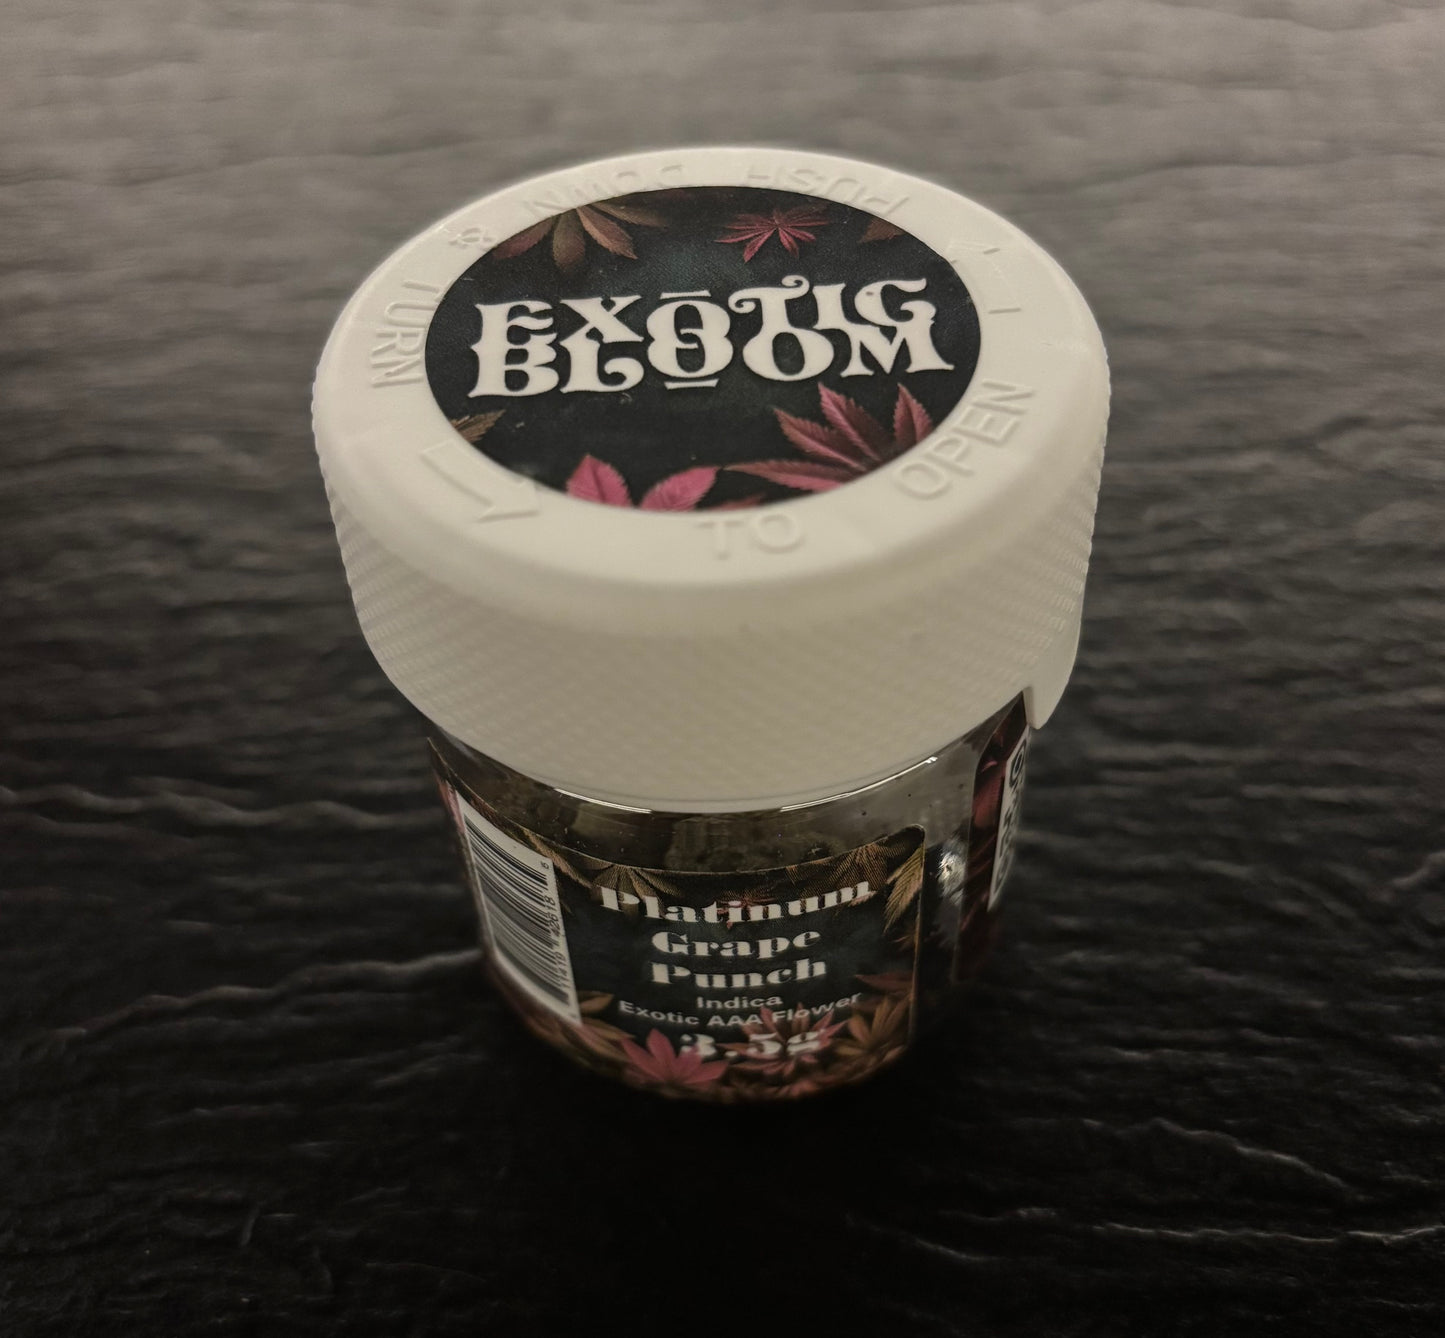 PUSH DOWN & TURN
TO OPEN
EXOTIC
BLOOM
Platinum
Grape
Punch
Indica
Exotic AAA Flower
3.5g